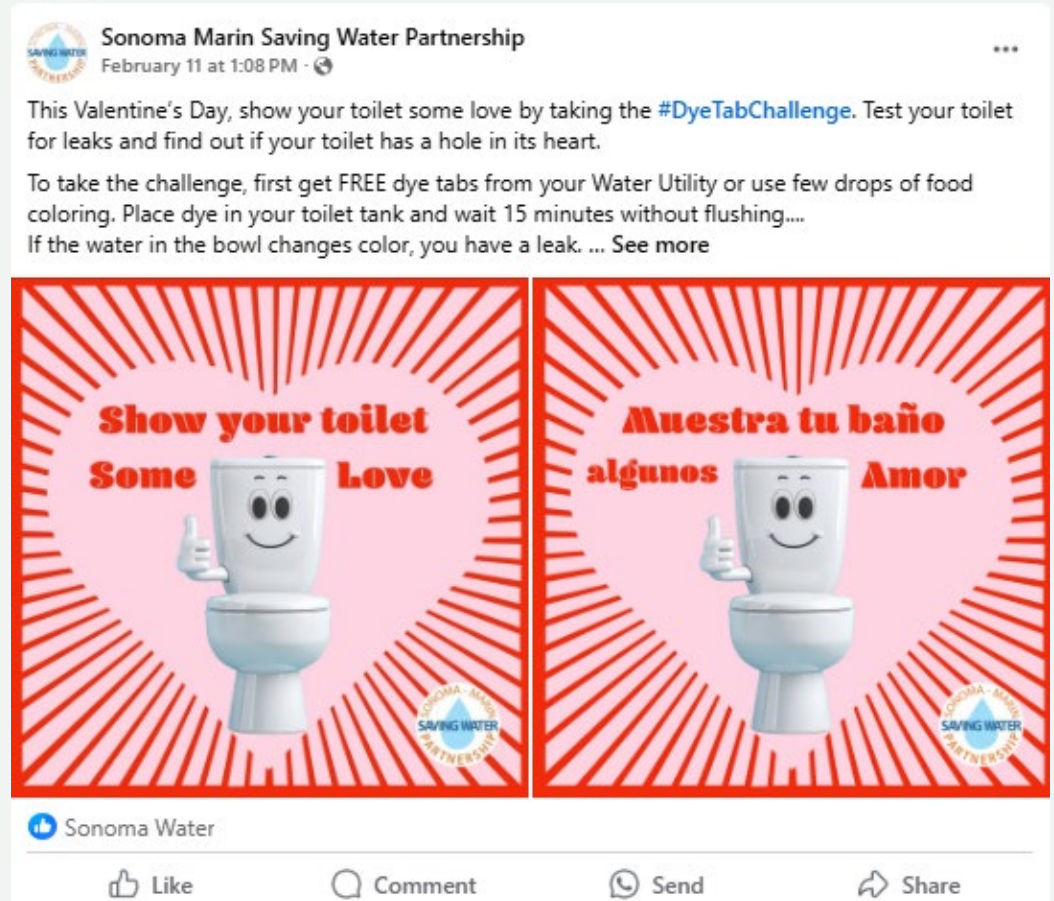 Sonoma Marin Saving Water Partnership
February 11 at 1:08 PM ·
This Valentine's Day, show your toilet some love by taking the #DyeTabChallenge. Test your toilet
for leaks and find out if your toilet has a hole in its heart.
To take the challenge, first get FREE dye tabs from your Water Utility or use few drops of food
coloring. Place dye in your toilet tank and wait 15 minutes without flushing....
If the water in the bowl changes color, you have a leak. ... See more
Show your toilet
Some Love
SONOMA - MARIN
SAVING WATER
PARTNERSHIP
Muestra tu baño
algunos Amor
SONOMA - MARIN
SAVING WATER
PARTNERSHIP
Sonoma Water
Like Comment Send Share